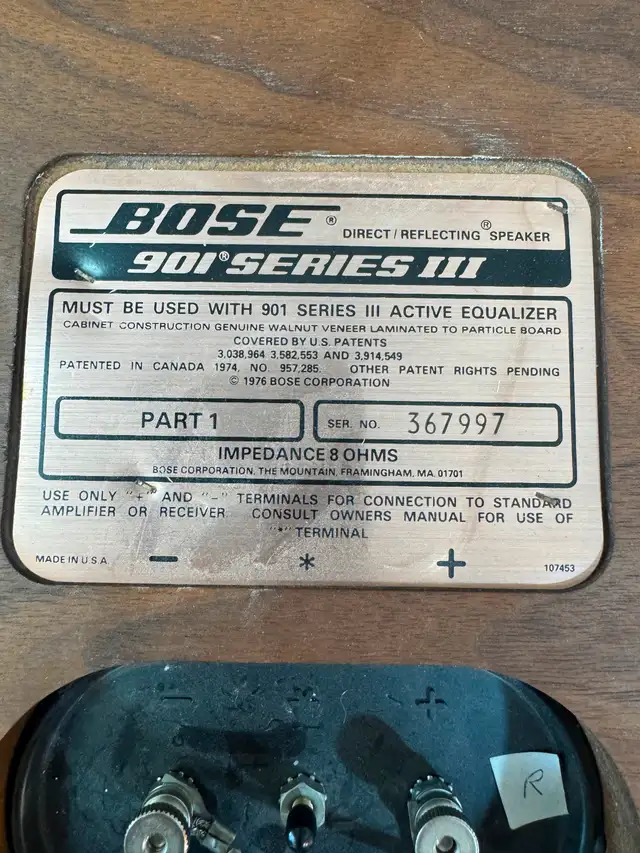 BOSE® DIRECT/REFLECTING® SPEAKER
901® SERIES III
MUST BE USED WITH 901 SERIES III ACTIVE EQUALIZER
CABINET CONSTRUCTION GENUINE WALNUT VENEER LAMINATED TO PARTICLE BOARD
COVERED BY U.S. PATENTS
3,038,964 3,582,553 AND 3,914,549
PATENTED IN CANADA 1974, NO. 957,285. OTHER PATENT RIGHTS PENDING
© 1976 BOSE CORPORATION
PART 1
SER. NO. 367997
IMPEDANCE 8 OHMS
BOSE CORPORATION, THE MOUNTAIN, FRAMINGHAM, MA. 01701
USE ONLY "+" AND "–" TERMINALS FOR CONNECTION TO STANDARD
AMPLIFIER OR RECEIVER CONSULT OWNERS MANUAL FOR USE OF
"*" TERMINAL
MADE IN U.S.A. – * + 107453
– * +
R